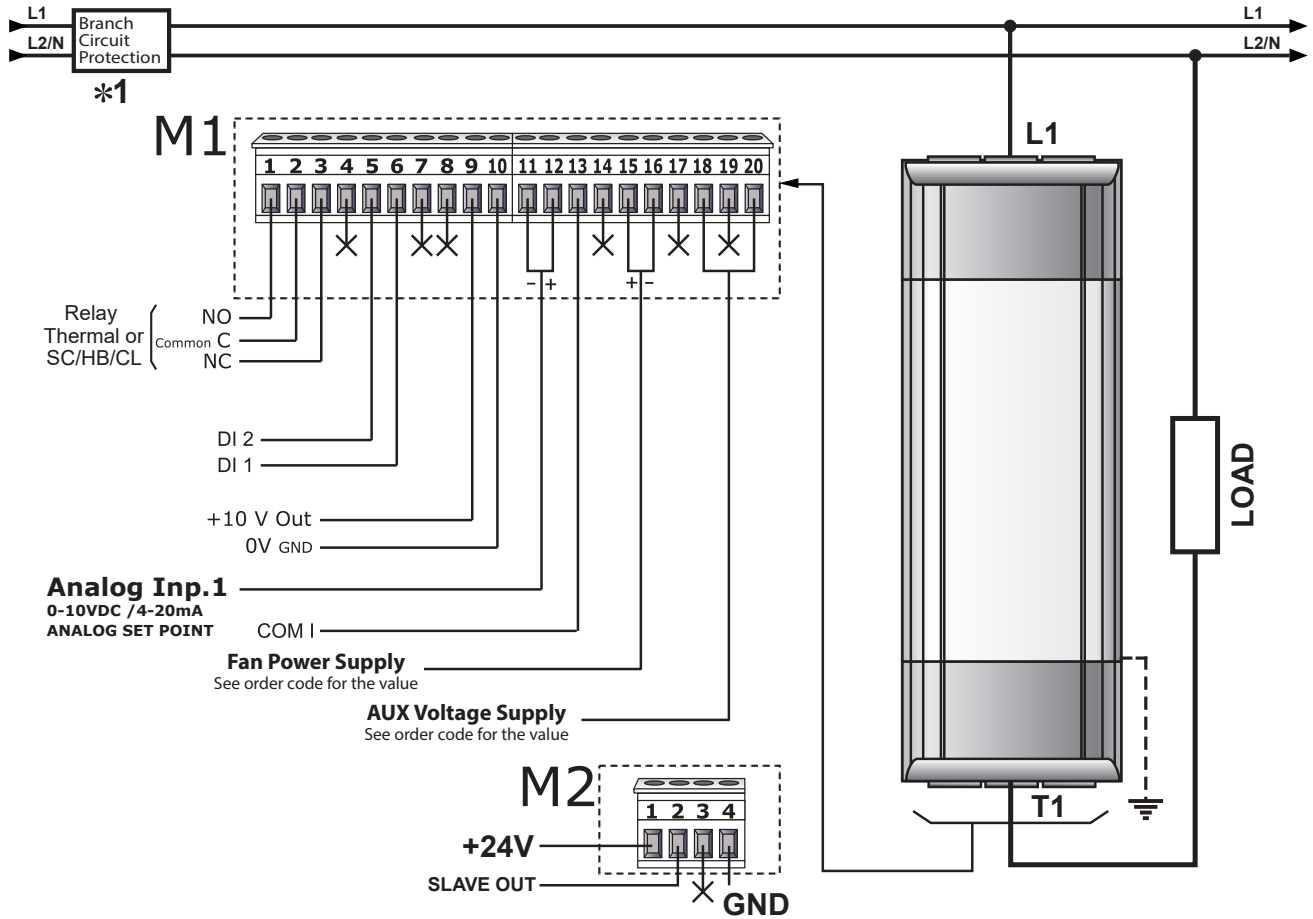 L1
L1
L2/N
L2/N
Branch
Circuit
Protection
*1
M1
1 2 3 4 5 6 7 8 9 10 11 12 13 14 15 16 17 18 19 20
- +
+ -
L1
Relay
Thermal or
SC/HB/CL
NO
Common C
NC
DI 2
DI 1
+10 V Out
0V GND
Analog Inp.1
0-10VDC /4-20mA
ANALOG SET POINT
COM I
Fan Power Supply
See order code for the value
AUX Voltage Supply
See order code for the value
LOAD
M2
1 2 3 4
+24V
SLAVE OUT
GND
T1